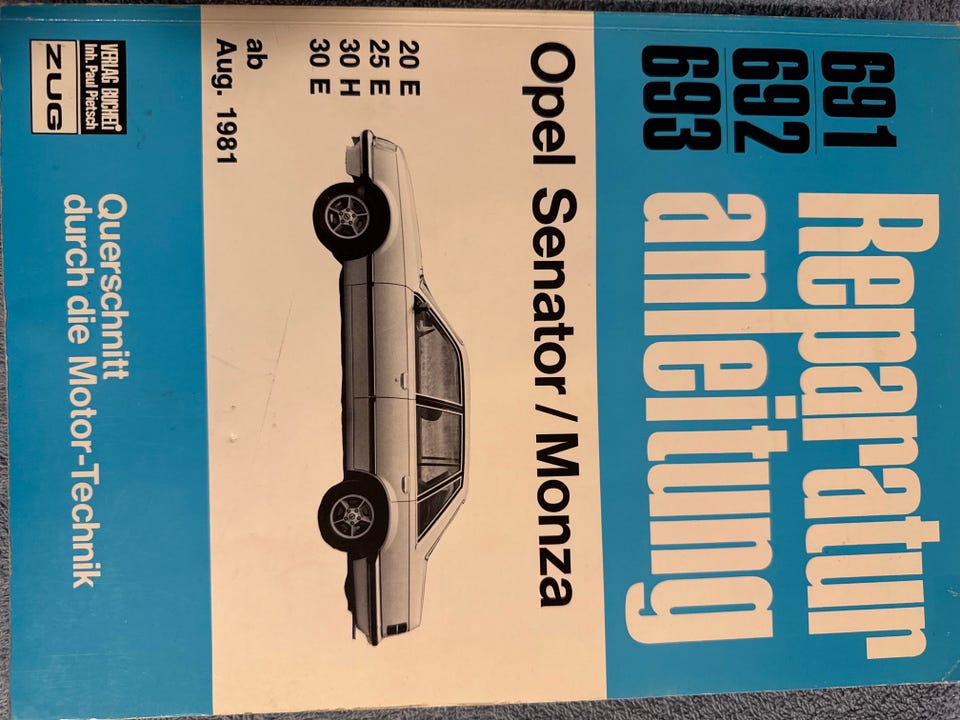 691
692
693
Reparatur
anleitung
Opel Senator / Monza
20 E
25 E
30 H
30 E
ab
Aug. 1981
VERLAG BUCHELI
Inh. Paul Pietsch
ZUG
Querschnitt
durch die Motor-Technik